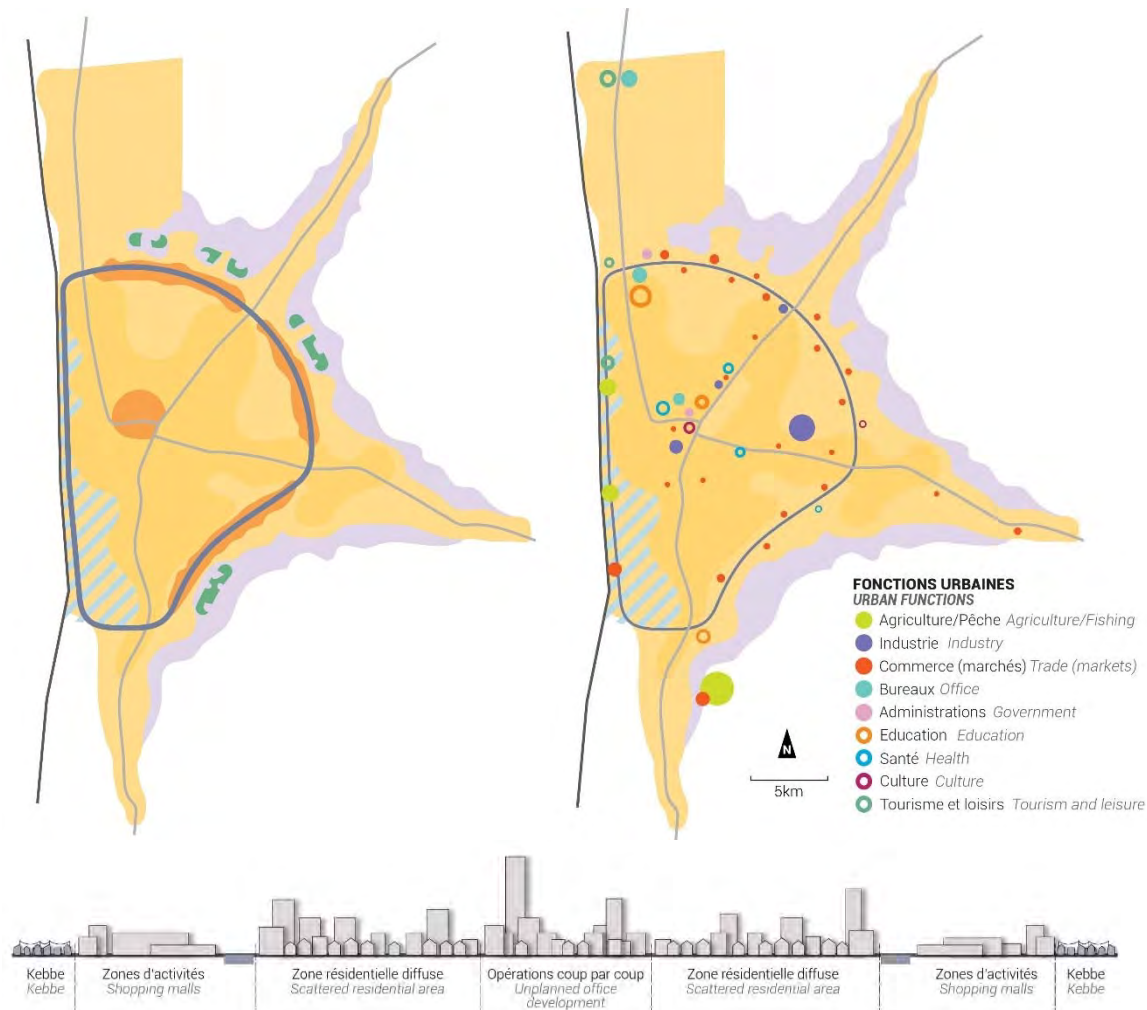 FONCTIONS URBAINES
URBAN FUNCTIONS
Agriculture/Pêche Agriculture/Fishing
Industrie Industry
Commerce (marchés) Trade (markets)
Bureaux Office
Administrations Government
Education Education
Santé Health
Culture Culture
Tourisme et loisirs Tourism and leisure
N
5km
Kebbe
Kebbe
Zones d'activités
Shopping malls
Zone résidentielle diffuse
Scattered residential area
Opérations coup par coup
Unplanned office
development
Zone résidentielle diffuse
Scattered residential area
Zones d'activités
Shopping malls
Kebbe
Kebbe